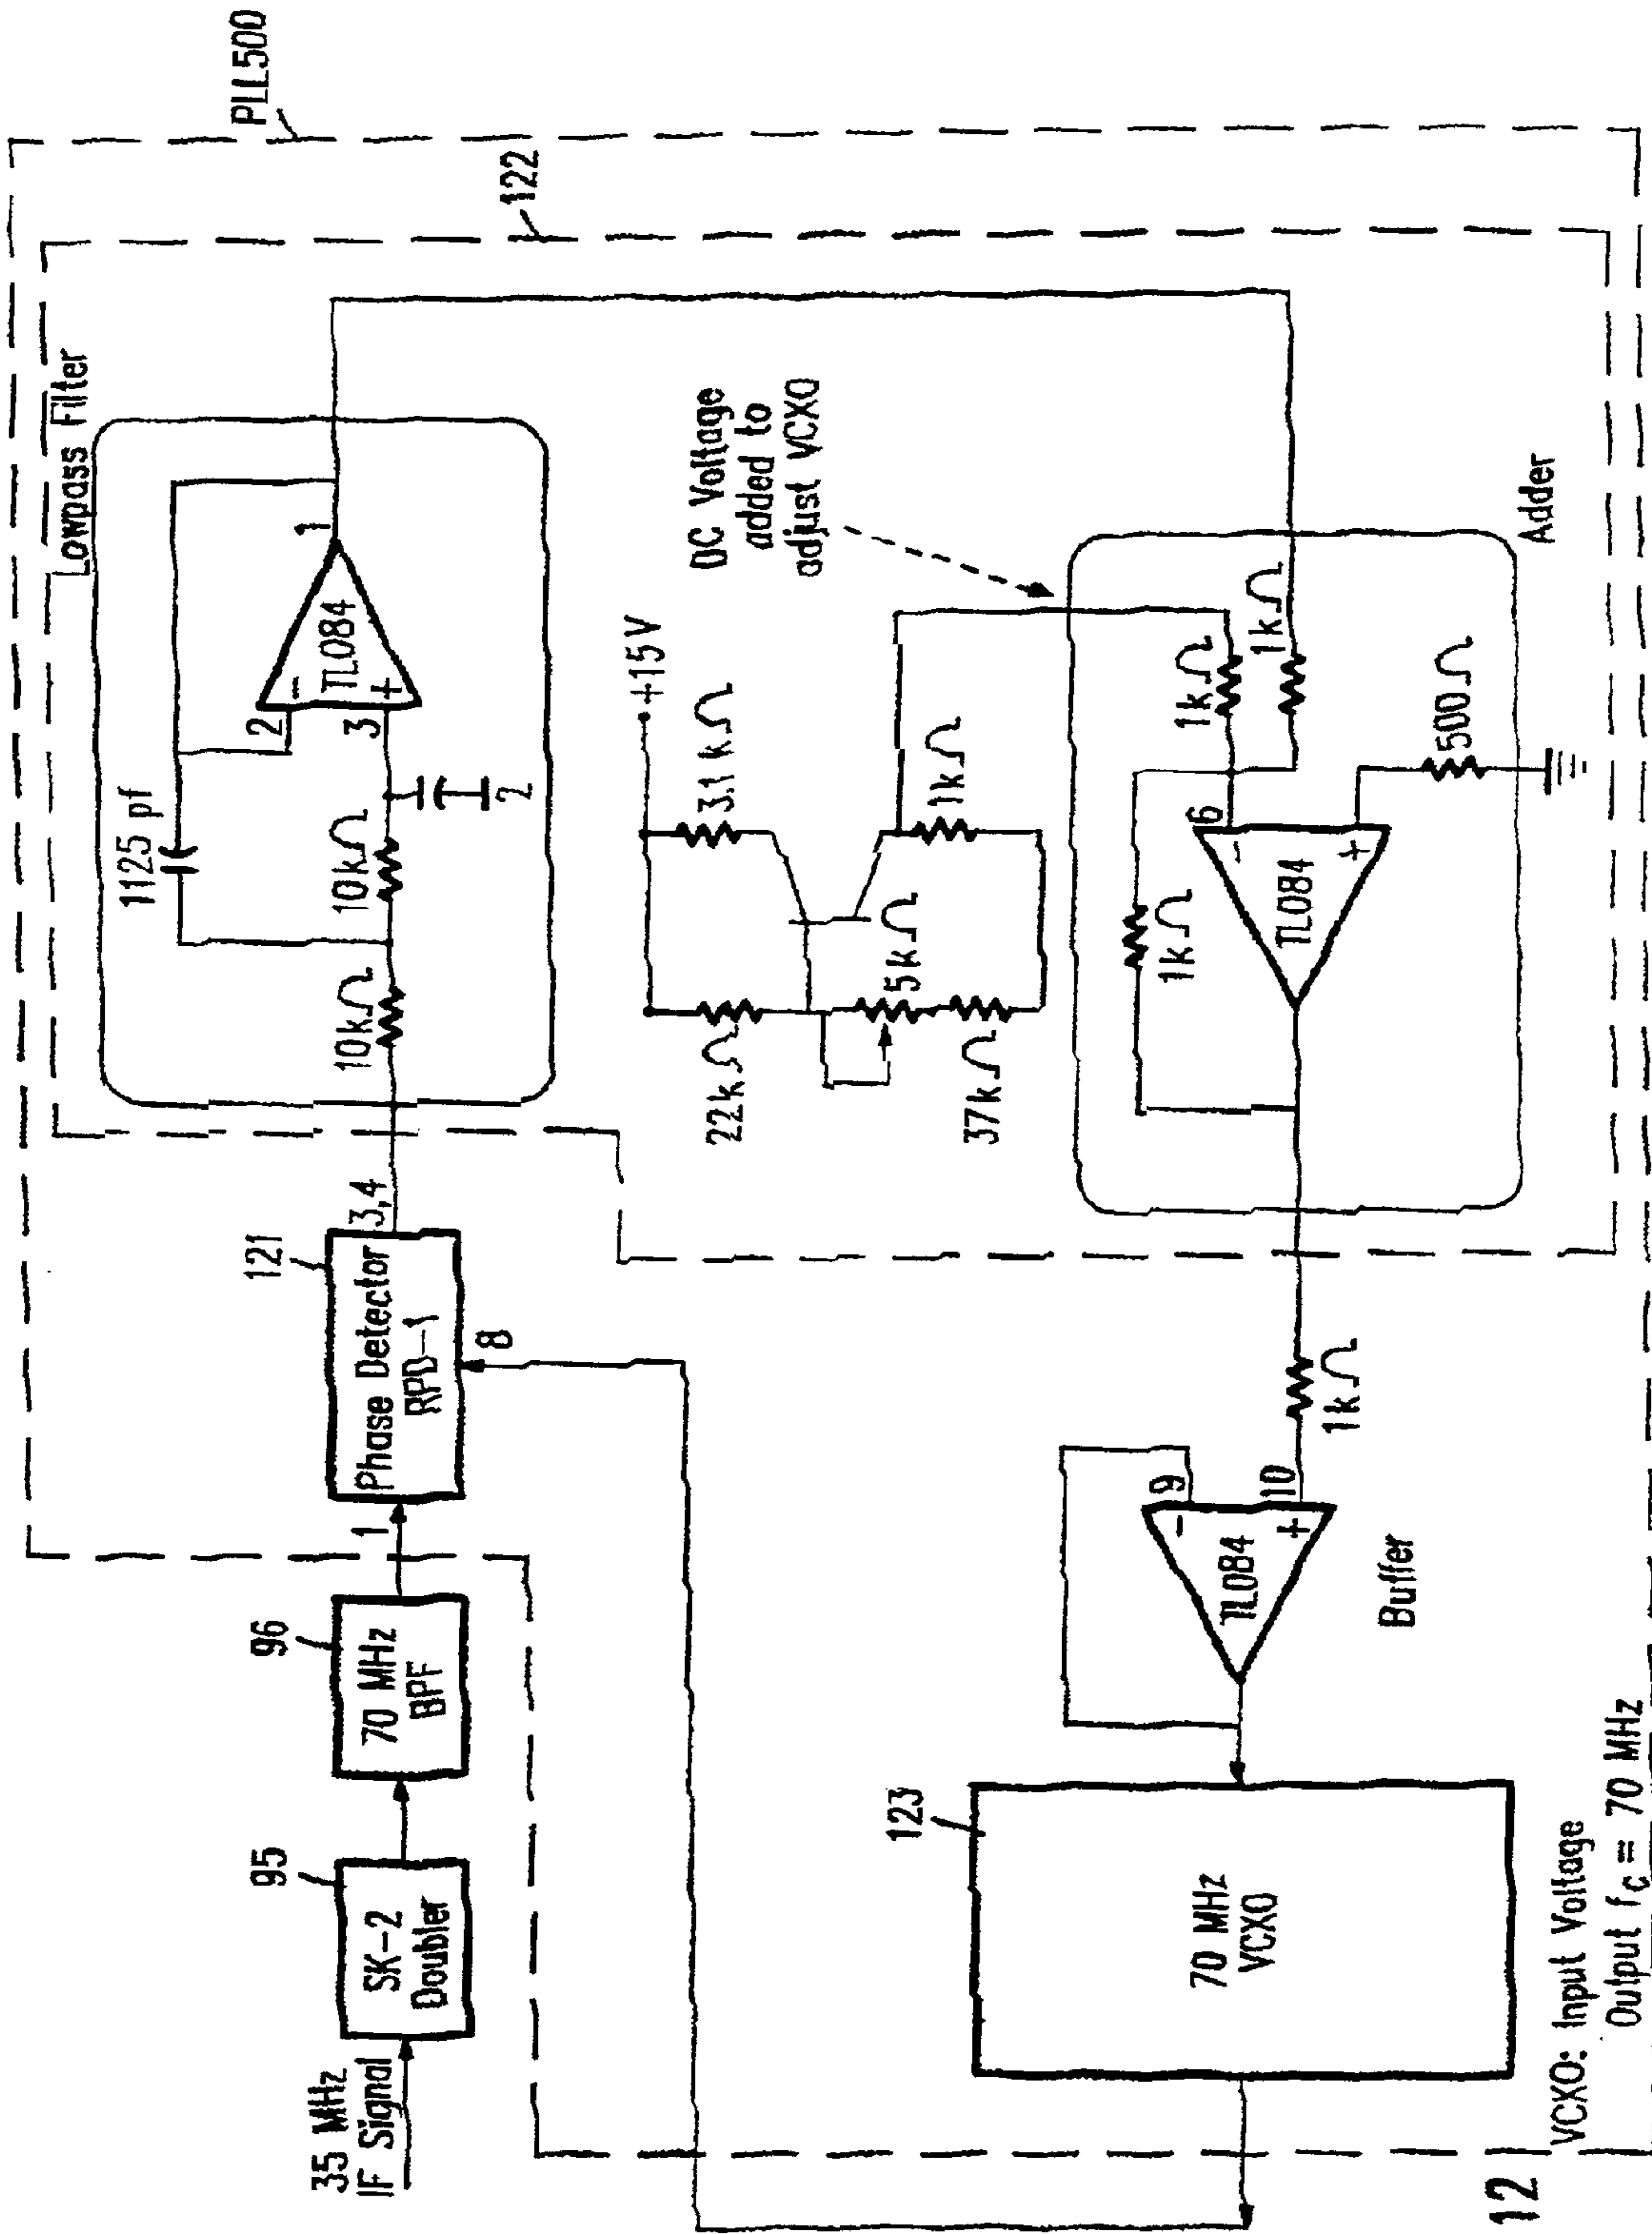 PLL500
122
Lowpass Filter
1125 pf
10kΩ
10kΩ
2
3
-
+
TL084
1
2
121
Phase Detector
RPD-1
3,4
8
1
96
70 MHz
BPF
95
SK-2
Doubler
35 MHz
IF Signal
+15V
22kΩ
3.1kΩ
5kΩ
37kΩ
1kΩ
DC Voltage
added to
adjust VCXO
1kΩ
1kΩ
1kΩ
6
-
+
TL084
500Ω
Adder
1kΩ
9
10
-
+
TL084
Buffer
123
70 MHz
VCXO
VCXO: Input Voltage
Output fc = 70 MHz
12